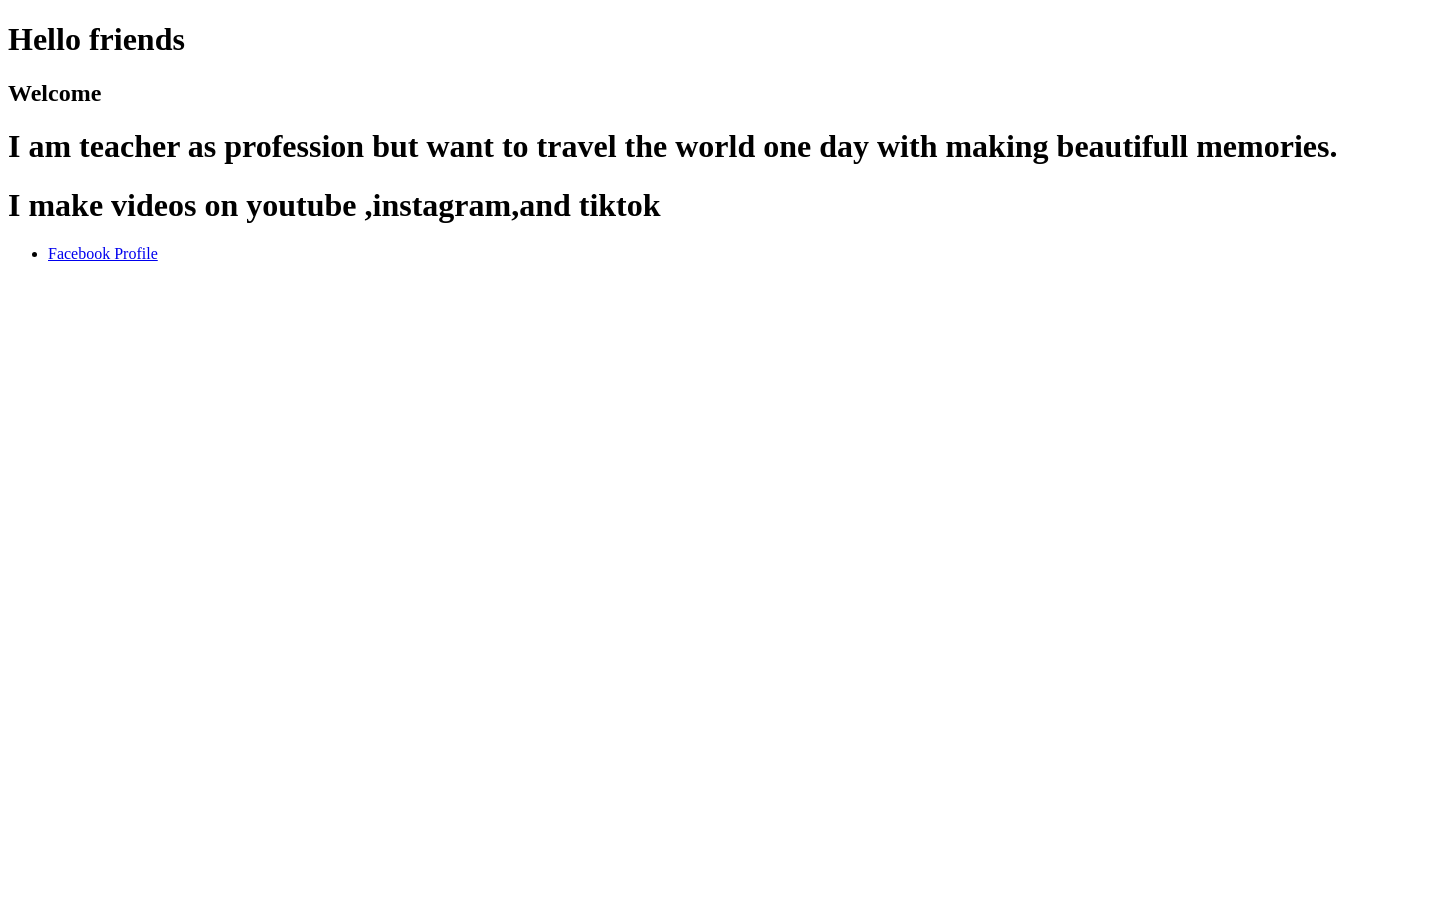 Hello friends
Welcome
I am teacher as profession but want to travel the world one day with making beautifull memories.
I make videos on youtube ,instagram,and tiktok
Facebook Profile